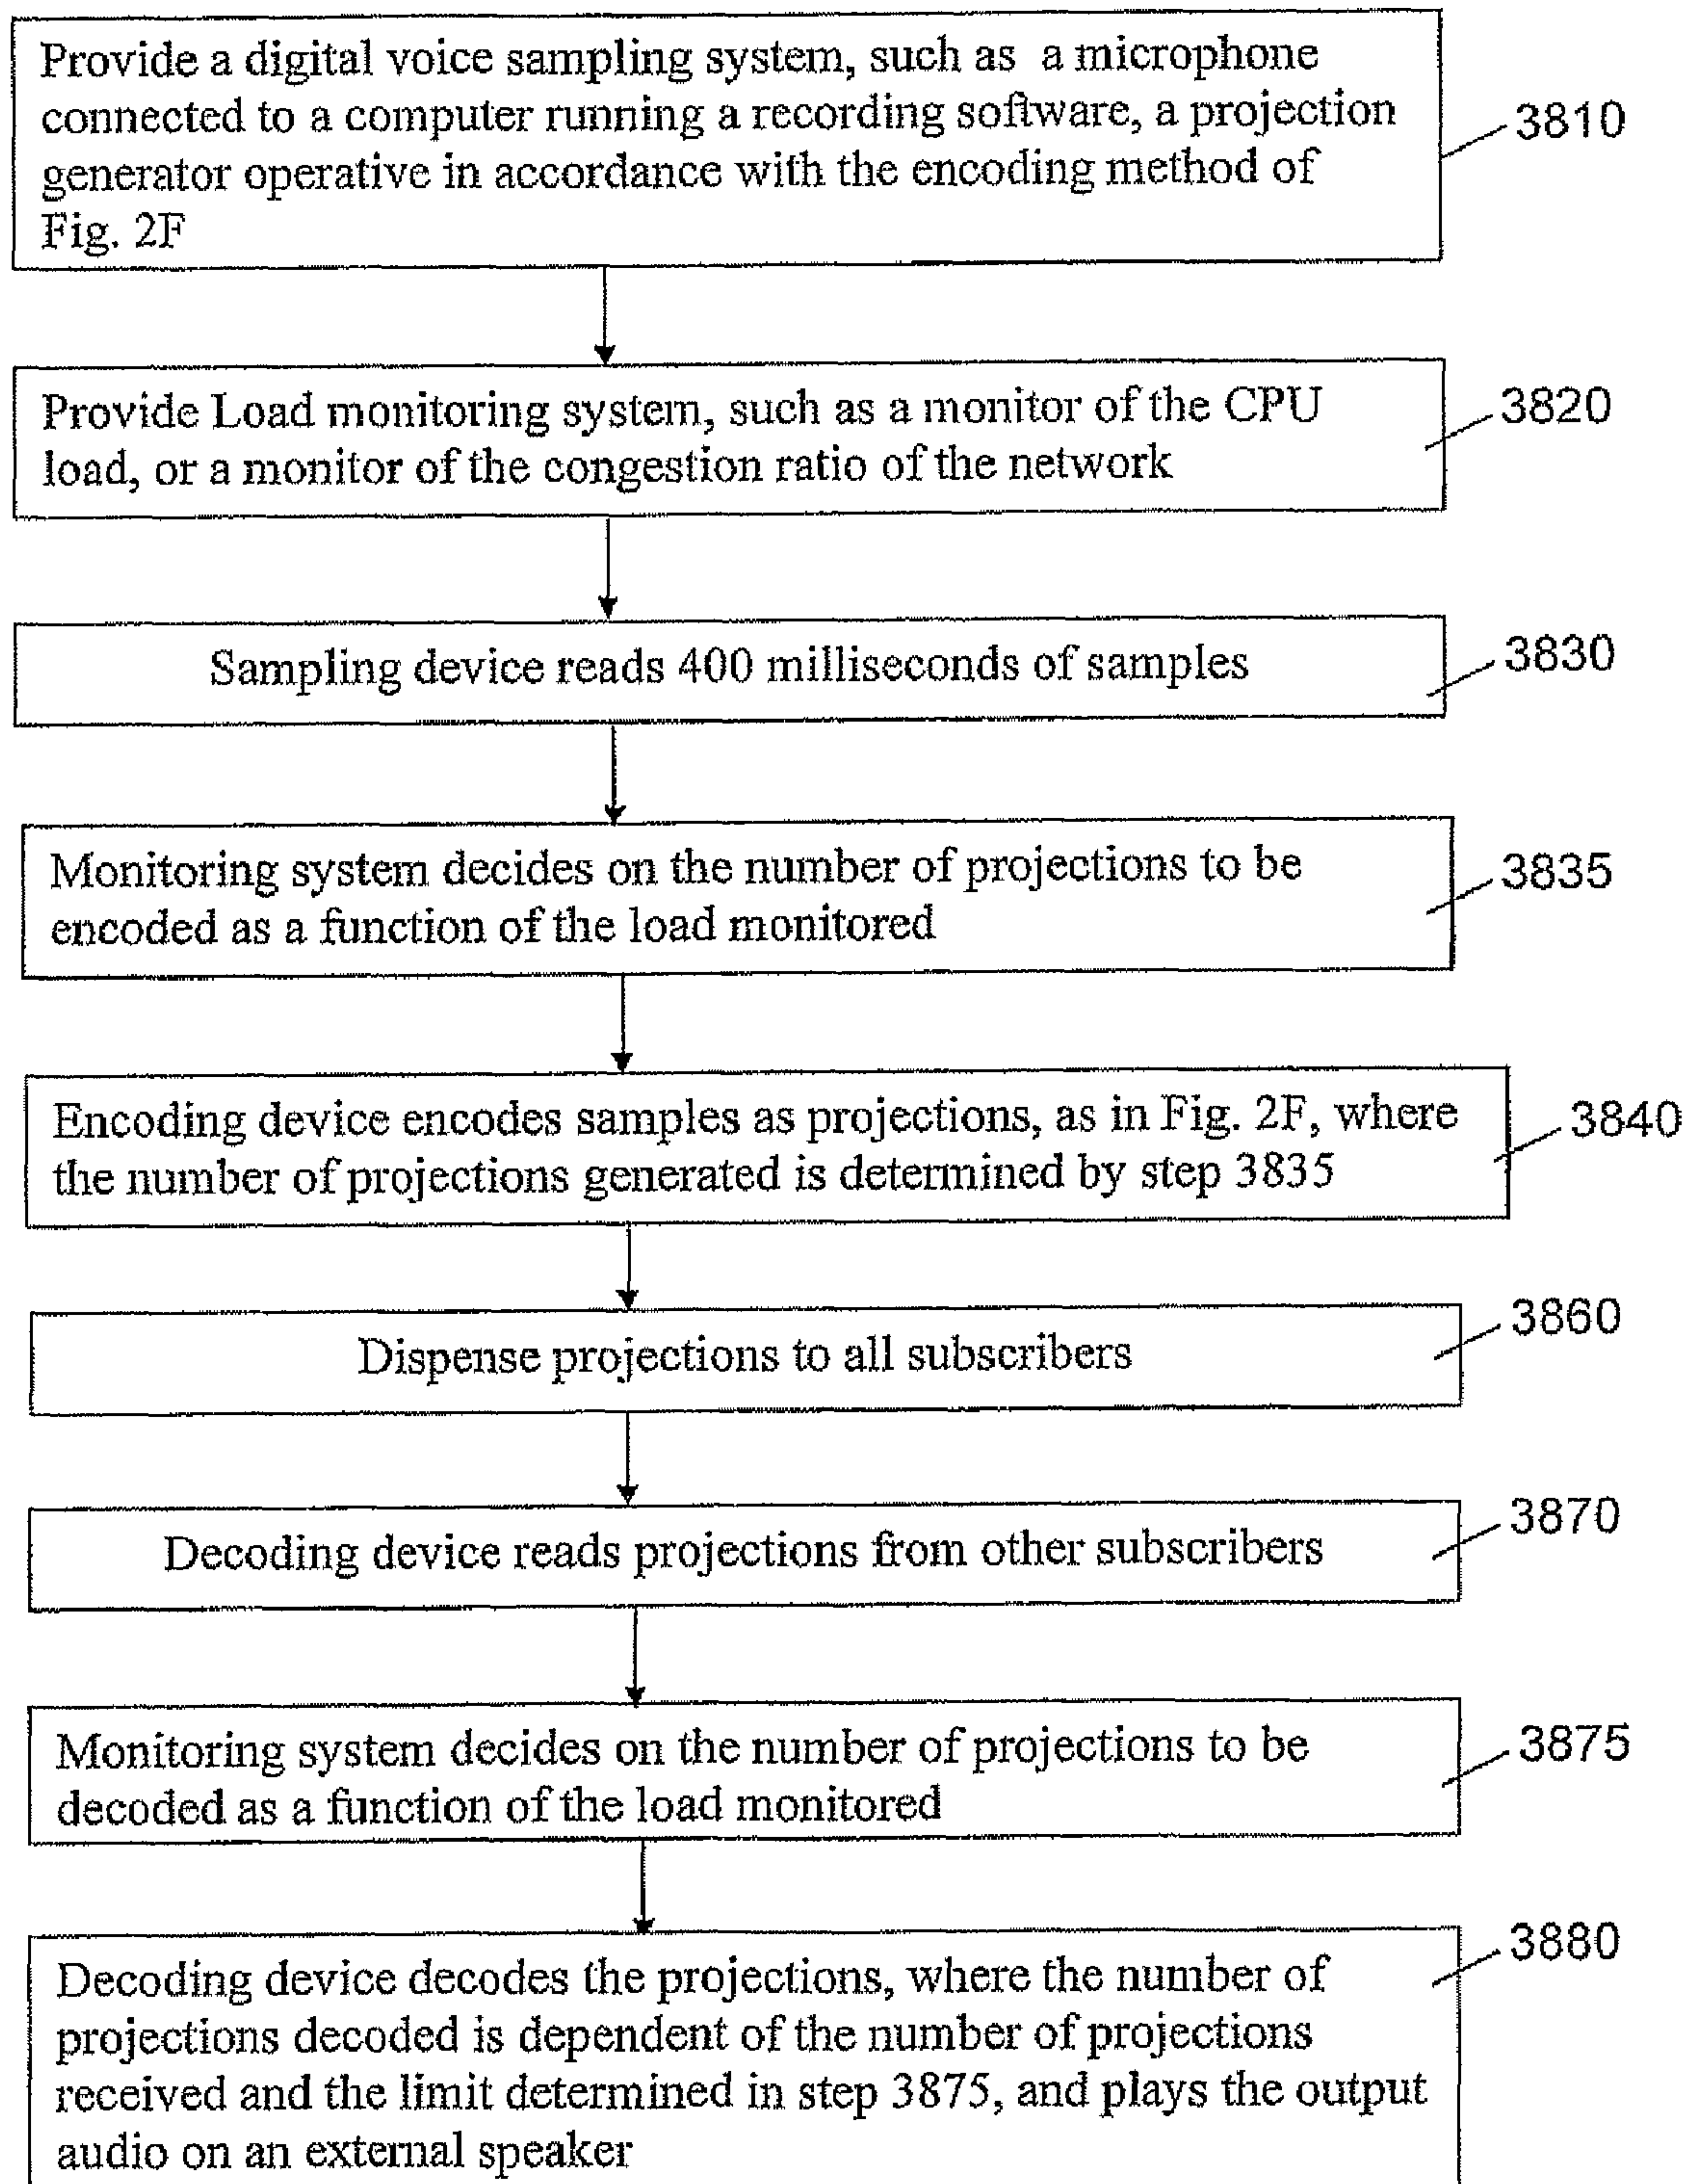 Provide a digital voice sampling system, such as a microphone
connected to a computer running a recording software, a projection
generator operative in accordance with the encoding method of
Fig. 2F
3810
Provide Load monitoring system, such as a monitor of the CPU
load, or a monitor of the congestion ratio of the network
3820
Sampling device reads 400 milliseconds of samples
3830
Monitoring system decides on the number of projections to be
encoded as a function of the load monitored
3835
Encoding device encodes samples as projections, as in Fig. 2F, where
the number of projections generated is determined by step 3835
3840
Dispense projections to all subscribers
3860
Decoding device reads projections from other subscribers
3870
Monitoring system decides on the number of projections to be
decoded as a function of the load monitored
3875
Decoding device decodes the projections, where the number of
projections decoded is dependent of the number of projections
received and the limit determined in step 3875, and plays the output
audio on an external speaker
3880